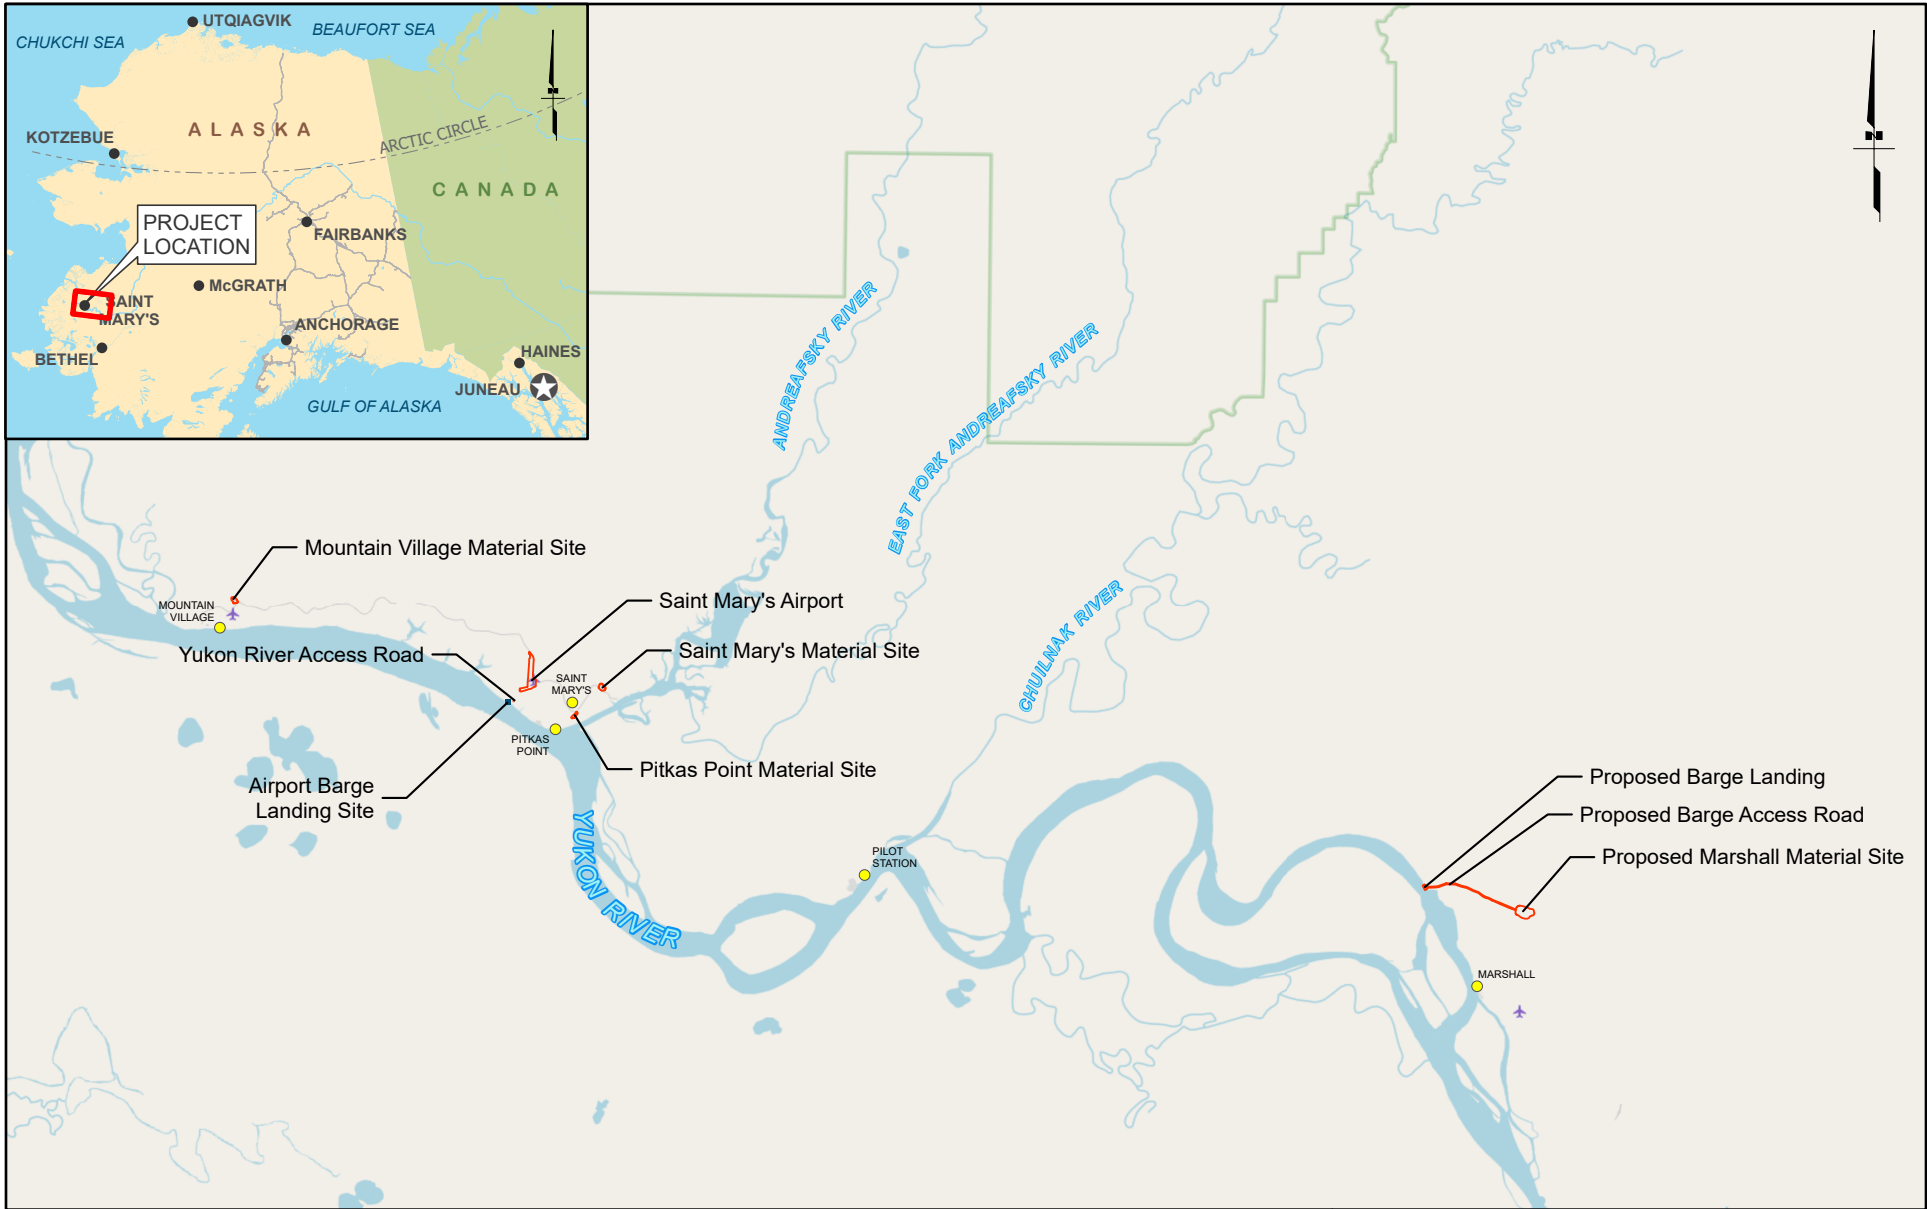 UTQIAGVIK
CHUKCHI SEA
BEAUFORT SEA
ALASKA
ARCTIC CIRCLE
KOTZEBUE
CANADA
PROJECT
LOCATION
FAIRBANKS
McGRATH
SAINT
MARY'S
ANCHORAGE
BETHEL
HAINES
JUNEAU
GULF OF ALASKA
N
N
ANDREAFSKY RIVER
EAST FORK ANDREAFSKY RIVER
CHUILNAK RIVER
Mountain Village Material Site
MOUNTAIN
VILLAGE
Saint Mary's Airport
Yukon River Access Road
Saint Mary's Material Site
SAINT
MARY'S
PITKAS
POINT
Pitkas Point Material Site
Airport Barge
Landing Site
YUKON RIVER
PILOT
STATION
Proposed Barge Landing
Proposed Barge Access Road
Proposed Marshall Material Site
MARSHALL